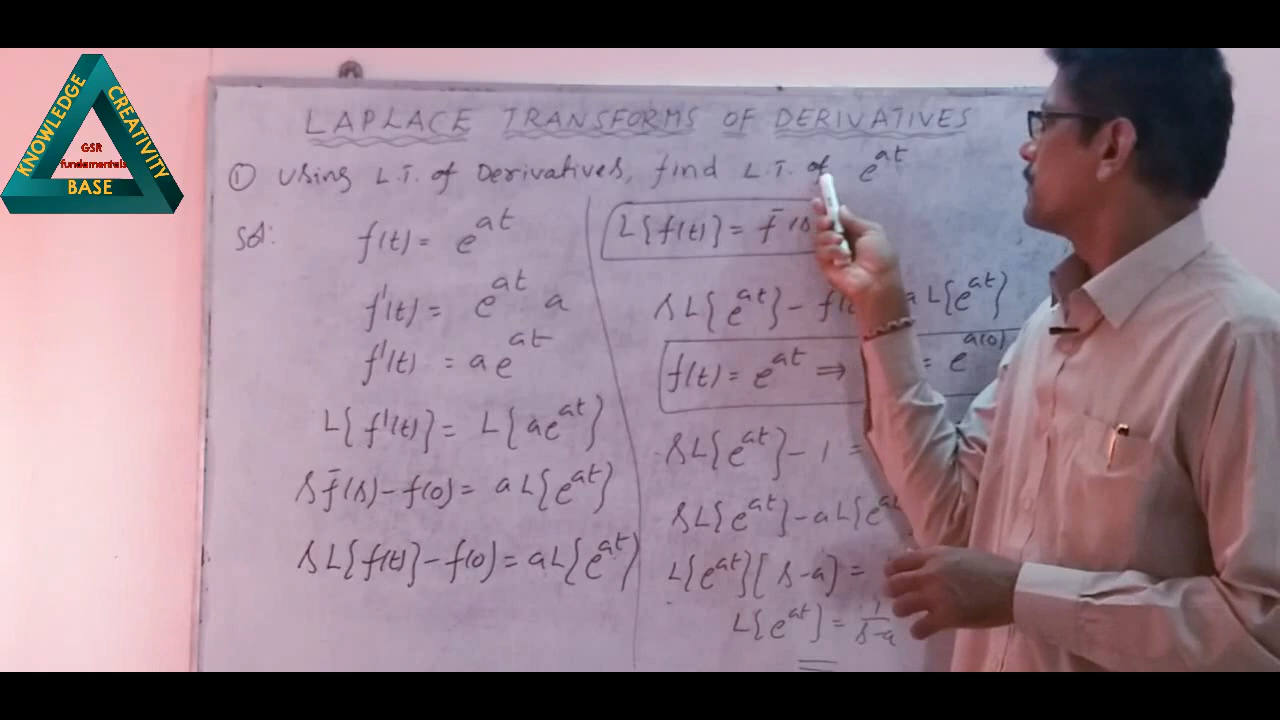 KNOWLEDGE
CREATIVITY
GSR
fundamentals
BASE
LAPLACE TRANSFORMS OF DERIVATIVES
① Using L.T. of Derivatives, find L.T. of e^{at}
Sol:
f(t) = e^{at}
f'(t) = e^{at} a
f'(t) = a e^{at}
L{f'(t)} = L{ae^{at}}
s f̄(s) - f(0) = a L{e^{at}}
s L{f(t)} - f(0) = a L{e^{at}}
L{f(t)} = f̄(s
s L{e^{at}} - f( a L{e^{at}}
f(t) = e^{at} ⇒ = e^{a(0)}
s L{e^{at}} - 1 =
s L{e^{at}} - a L{e^{at}
L{e^{at}}[s-a] =
L{e^{at}} = 1/(s-a)